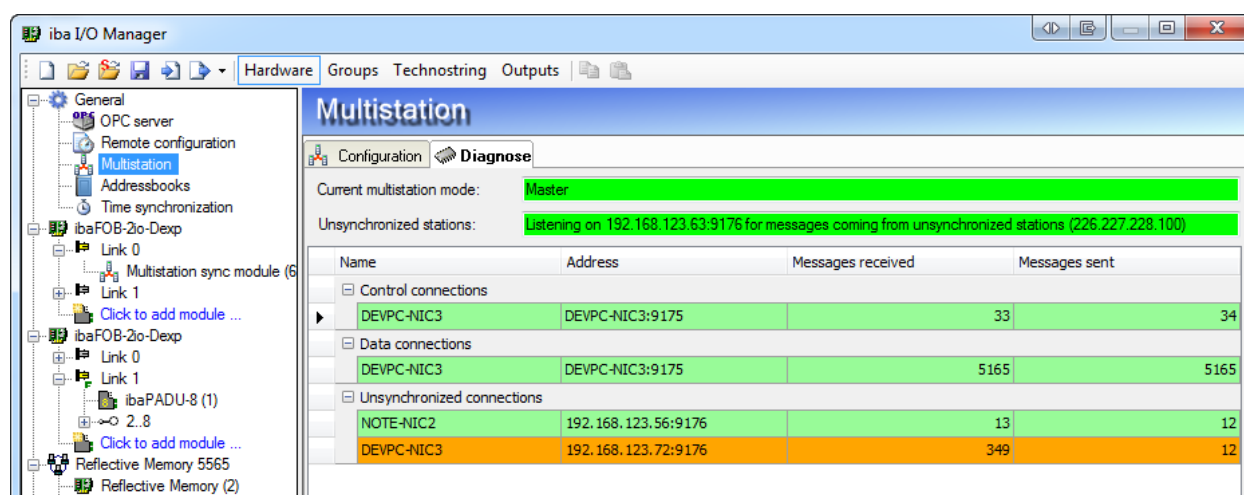 iba I/O Manager
Hardware Groups Technostring Outputs
General
OPC server
Remote configuration
Multistation
Addressbooks
Time synchronization
ibaFOB-2io-Dexp
Link 0
Multistation sync module (6
Link 1
Click to add module ...
ibaFOB-2io-Dexp
Link 0
Link 1
ibaPADU-8 (1)
2..8
Click to add module ...
Reflective Memory 5565
Reflective Memory (2)
Multistation
Configuration Diagnose
Current multistation mode: Master
Unsynchronized stations: Listening on 192.168.123.63:9176 for messages coming from unsynchronized stations (226.227.228.100)
Name Address Messages received Messages sent
Control connections
DEVPC-NIC3 DEVPC-NIC3:9175 33 34
Data connections
DEVPC-NIC3 DEVPC-NIC3:9175 5165 5165
Unsynchronized connections
NOTE-NIC2 192.168.123.56:9176 13 12
DEVPC-NIC3 192.168.123.72:9176 349 12